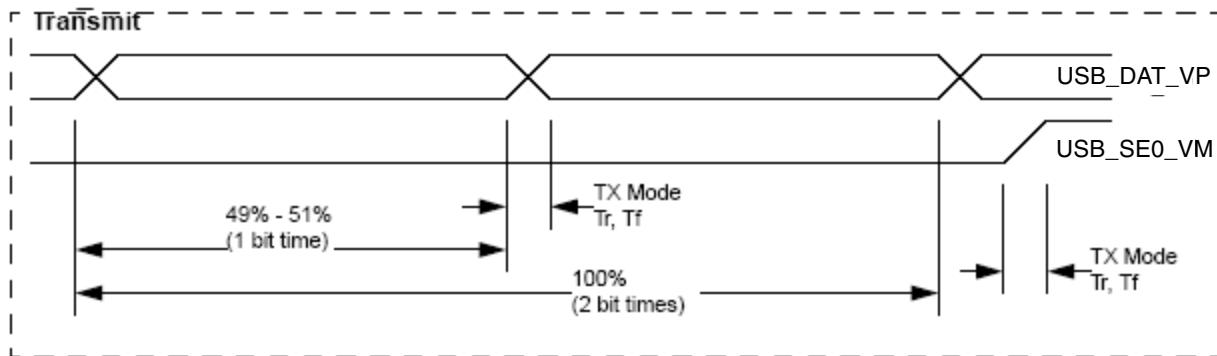 Transmit
USB_DAT_VP
USB_SE0_VM
TX Mode
Tr, Tf
49% - 51%
(1 bit time)
TX Mode
Tr, Tf
100%
(2 bit times)